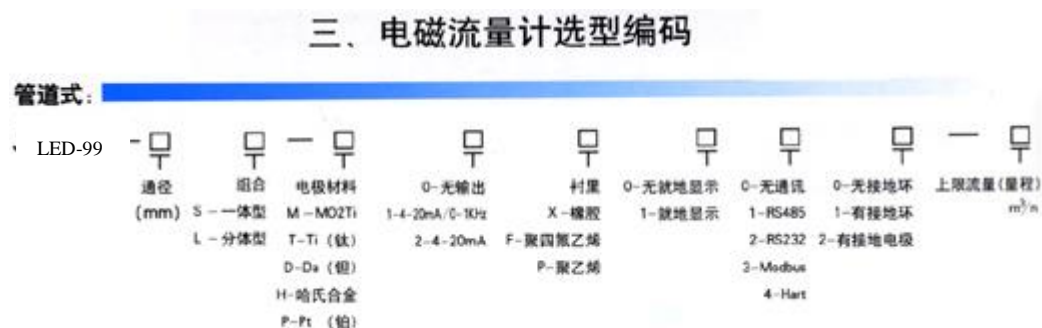 三、电磁流量计选型编码
管道式:
LED-99 -□ □ — □ □ □ □ □ □ — □
通径 组合 电极材料 0-无输出 衬里 0-无就地显示 0-无通讯 0-无接地环 上限流量(量程)
(mm) S-一体型 M-MO2Ti 1-4-20mA/0-1KHz X-橡胶 1-就地显示 1-RS485 1-有接地环 m³/h
L-分体型 T-Ti (钛) 2-4-20mA F-聚四氟乙烯 2-RS232 2-有接地电极
D-Da (钽) P-聚乙烯 3-Modbus
H-哈氏合金 4-Hart
P-Pt (铂)